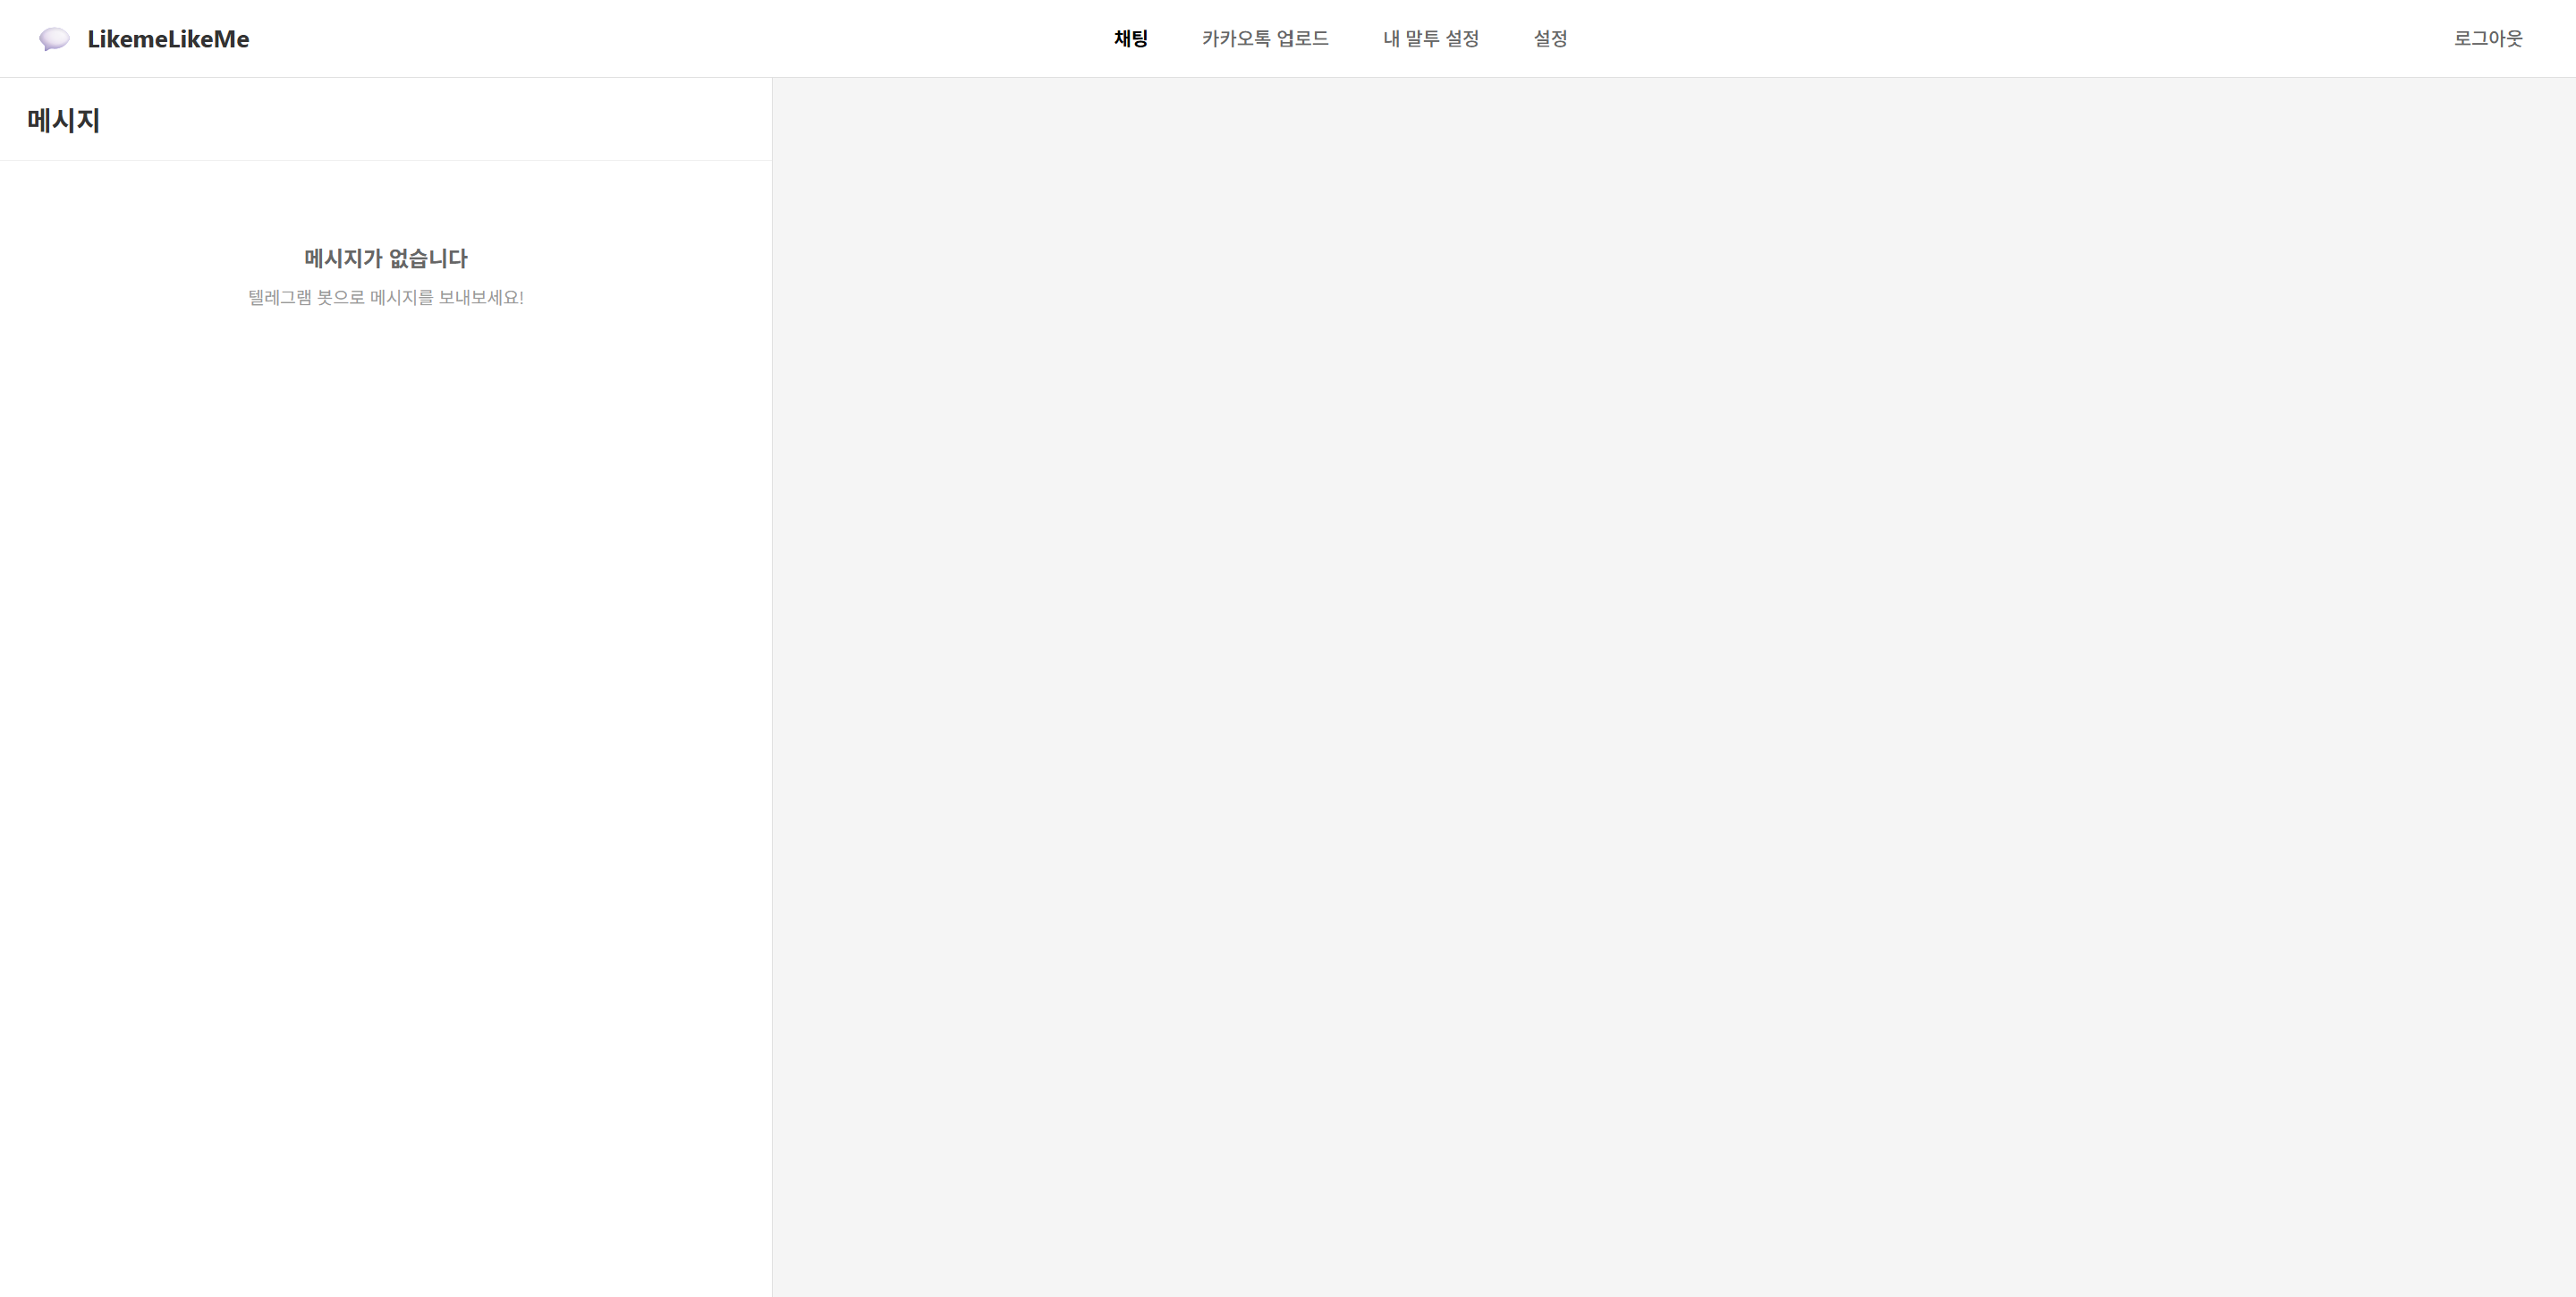 LikemeLikeMe
채팅
카카오톡 업로드
내 말투 설정
설정
로그아웃
메시지
메시지가 없습니다
텔레그램 봇으로 메시지를 보내보세요!